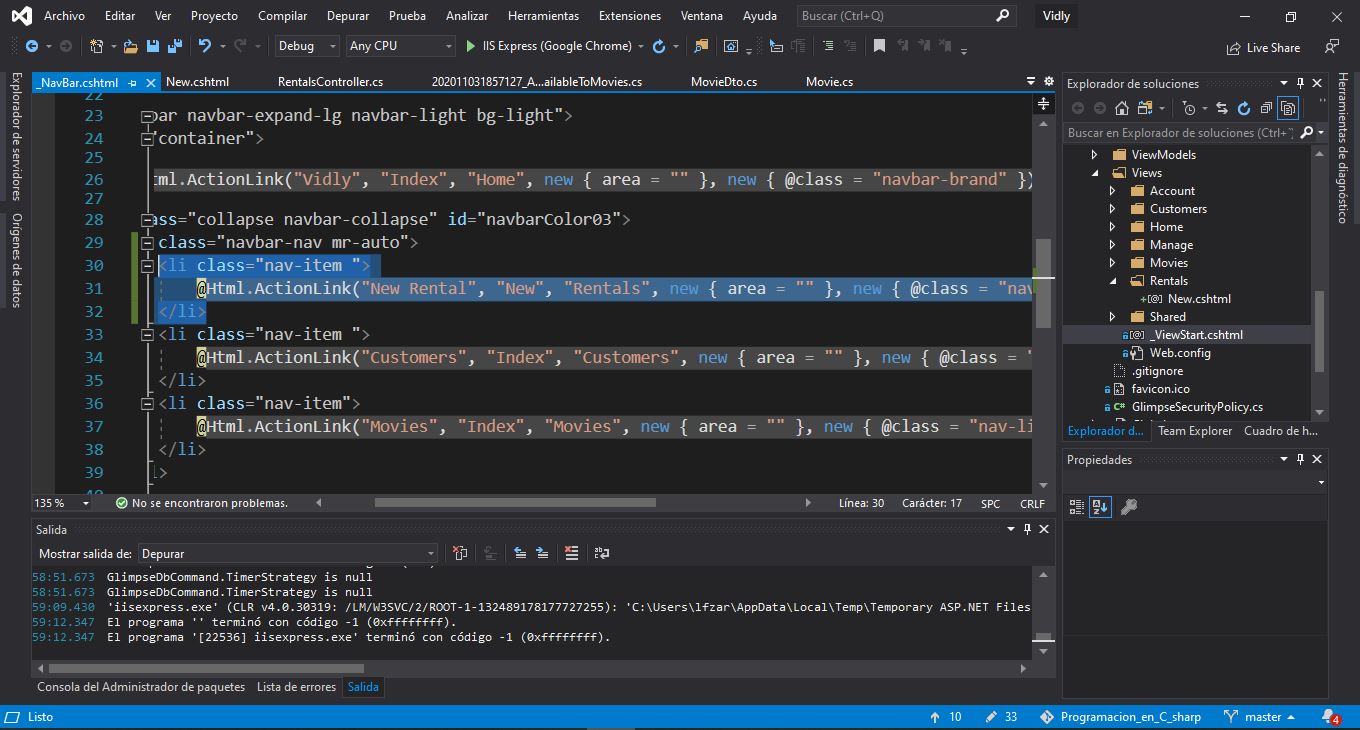 Archivo Editar Ver Proyecto Compilar Depurar Prueba Analizar Herramientas Extensiones Ventana Ayuda Buscar (Ctrl+Q) Vidly
Debug Any CPU IIS Express (Google Chrome) Live Share
Explorador de servidores
Orígenes de datos
_NavBar.cshtml New.cshtml RentalsController.cs 202011031857127_A...ailableToMovies.cs MovieDto.cs Movie.cs
22
23 bar navbar-expand-lg navbar-light bg-light">
24 "container">
25
26 tml.ActionLink("Vidly", "Index", "Home", new { area = "" }, new { @class = "navbar-brand" })
27
28 ass="collapse navbar-collapse" id="navbarColor03">
29 class="navbar-nav mr-auto">
30 <li class="nav-item ">
31 @Html.ActionLink("New Rental", "New", "Rentals", new { area = "" }, new { @class = "nav
32 </li>
33 <li class="nav-item ">
34 @Html.ActionLink("Customers", "Index", "Customers", new { area = "" }, new { @class = "
35 </li>
36 <li class="nav-item">
37 @Html.ActionLink("Movies", "Index", "Movies", new { area = "" }, new { @class = "nav-li
38 </li>
39 l>
40
135 % No se encontraron problemas. Línea: 30 Carácter: 17 SPC CRLF
Salida
Mostrar salida de: Depurar
58:51.673 GlimpseDbCommand.TimerStrategy is null
58:51.673 GlimpseDbCommand.TimerStrategy is null
59:09.430 'iisexpress.exe' (CLR v4.0.30319: /LM/W3SVC/2/ROOT-1-132489178177727255): 'C:\Users\lfzar\AppData\Local\Temp\Temporary ASP.NET Files
59:12.347 El programa '' terminó con código -1 (0xffffffff).
59:12.347 El programa '[22536] iisexpress.exe' terminó con código -1 (0xffffffff).
Consola del Administrador de paquetes Lista de errores Salida
Explorador de soluciones
Buscar en Explorador de soluciones (Ctrl+
ViewModels
Views
Account
Customers
Home
Manage
Movies
Rentals
New.cshtml
Shared
_ViewStart.cshtml
Web.config
.gitignore
favicon.ico
GlimpseSecurityPolicy.cs
Explorador d... Team Explorer Cuadro de h...
Propiedades
Herramientas de diagnóstico
Listo 10 33 Programacion_en_C_sharp master 4